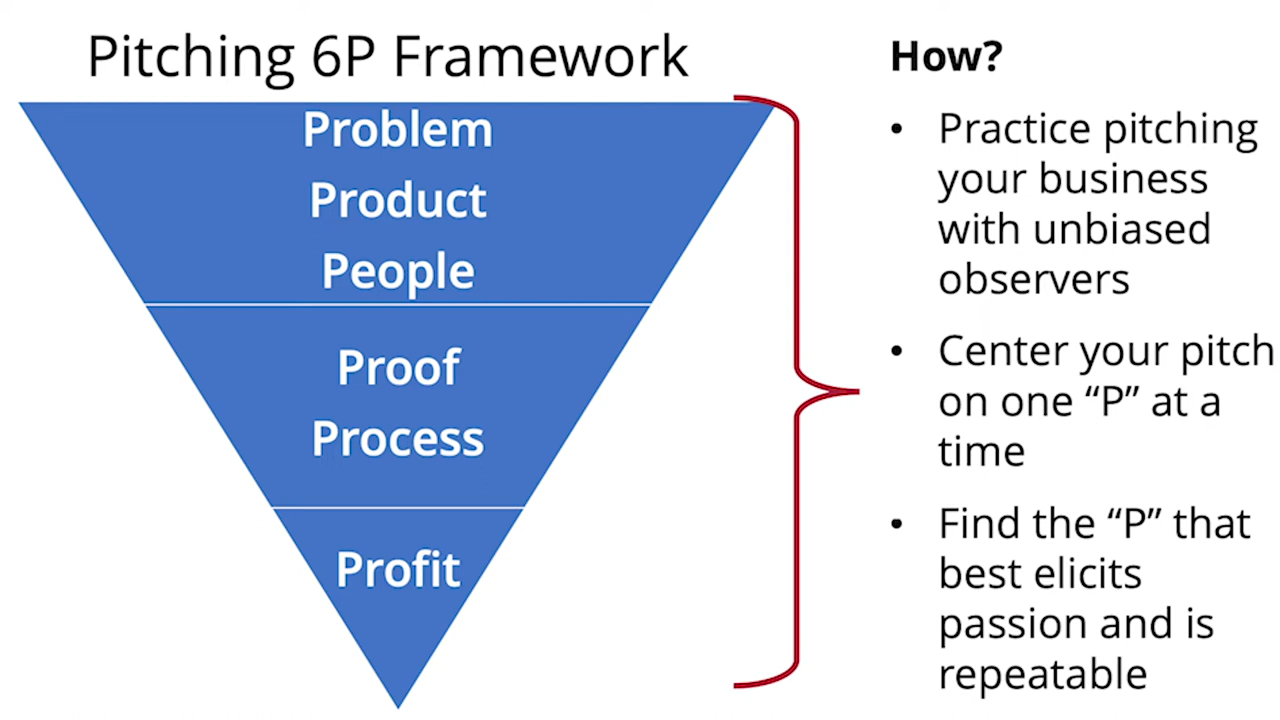 Pitching 6P Framework
Problem
Product
People
Proof
Process
Profit
How?
• Practice pitching
your business
with unbiased
observers
• Center your pitch
on one “P” at a
time
• Find the “P” that
best elicits
passion and is
repeatable